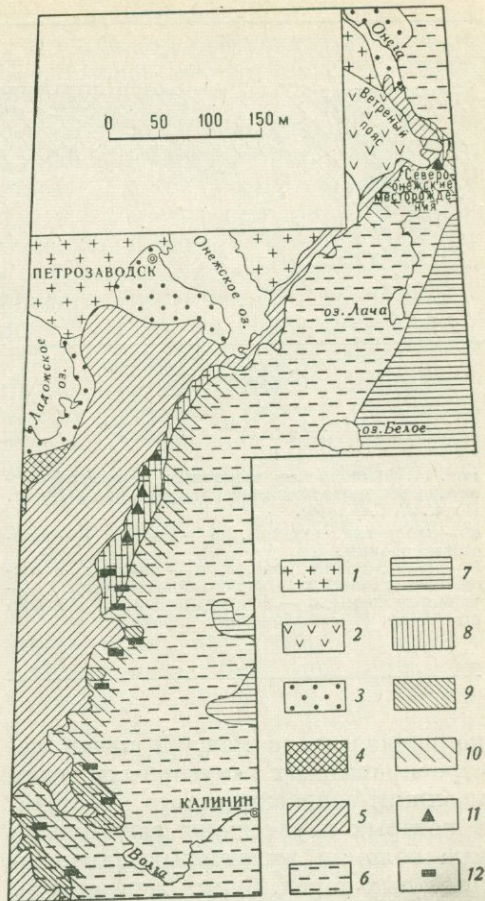 Онега
Ветреный
пояс
0 50 100 150 м
Северо-
онежские
месторожде-
ния
ПЕТРОЗАВОДСК
Онежское оз.
оз. Лача
Ладожское
оз.
оз. Белое
1
7
2
8
3
9
4
10
КАЛИНИН
5
11
Волга
6
12